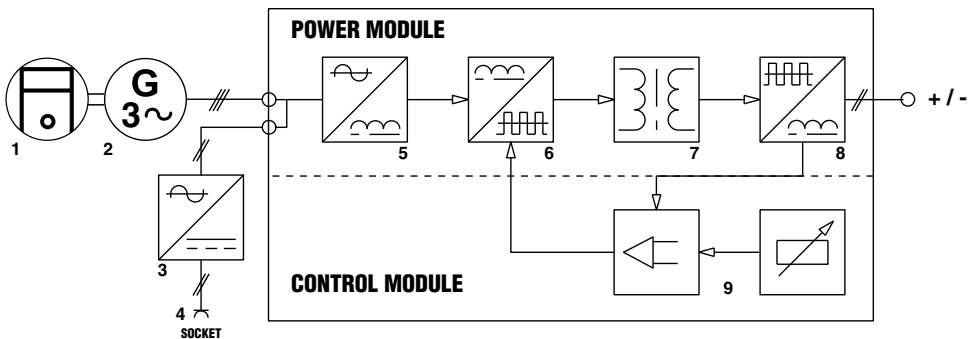 POWER MODULE
G
3~
+ / -
1
2
5
6
7
8
3
CONTROL MODULE
9
4
SOCKET